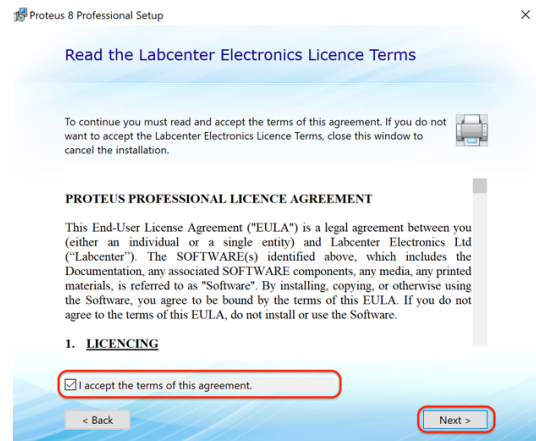 Proteus 8 Professional Setup
Read the Labcenter Electronics Licence Terms
To continue you must read and accept the terms of this agreement. If you do not
want to accept the Labcenter Electronics Licence Terms, close this window to
cancel the installation.
PROTEUS PROFESSIONAL LICENCE AGREEMENT
This End-User License Agreement ("EULA") is a legal agreement between you
(either an individual or a single entity) and Labcenter Electronics Ltd
(“Labcenter”). The SOFTWARE(s) identified above, which includes the
Documentation, any associated SOFTWARE components, any media, any printed
materials, is referred to as "Software". By installing, copying, or otherwise using
the Software, you agree to be bound by the terms of this EULA. If you do not
agree to the terms of this EULA, do not install or use the Software.
1. LICENCING
I accept the terms of this agreement.
< Back
Next >